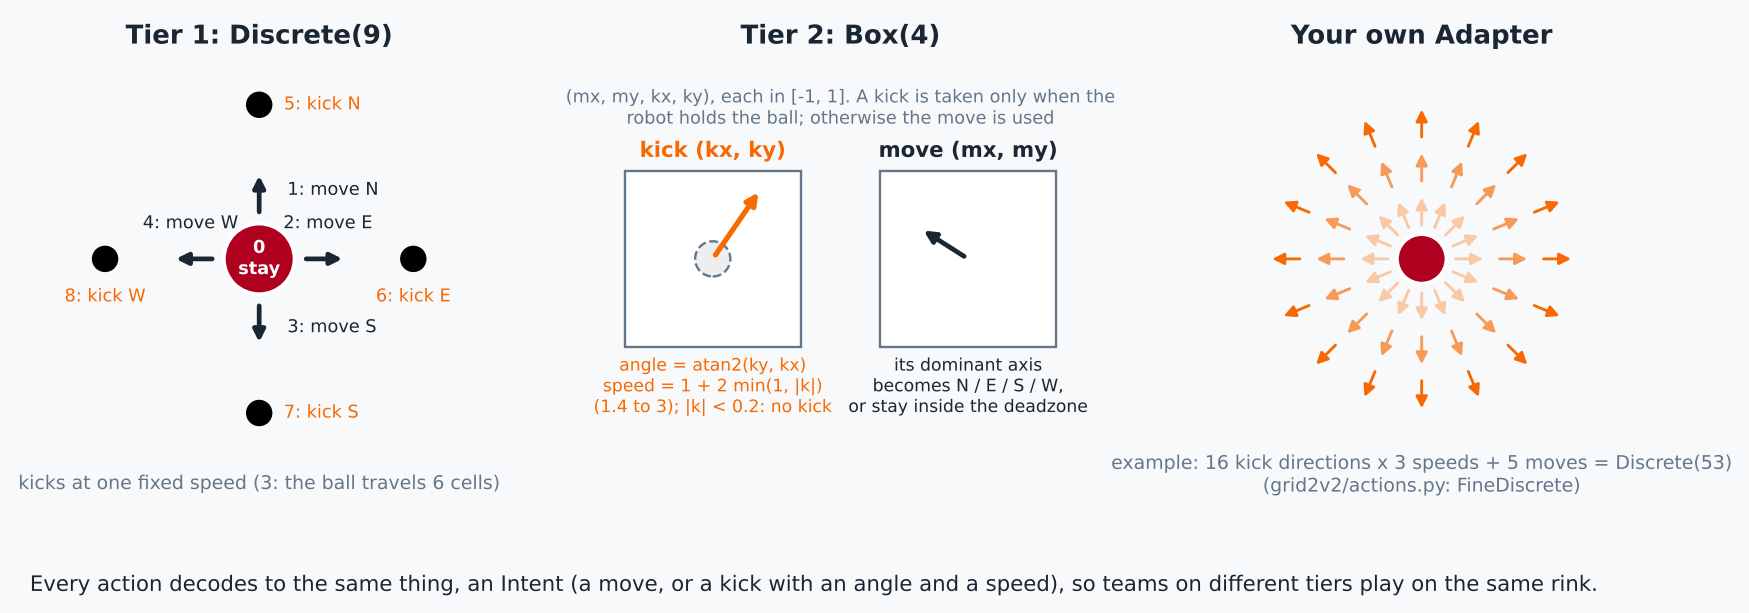 Tier 1: Discrete(9)
5: kick N
1: move N
4: move W
2: move E
0
stay
8: kick W
6: kick E
3: move S
7: kick S
kicks at one fixed speed (3: the ball travels 6 cells)
Tier 2: Box(4)
(mx, my, kx, ky), each in [-1, 1]. A kick is taken only when the
robot holds the ball; otherwise the move is used
kick (kx, ky)
angle = atan2(ky, kx)
speed = 1 + 2 min(1, |k|)
(1.4 to 3); |k| < 0.2: no kick
move (mx, my)
its dominant axis
becomes N / E / S / W,
or stay inside the deadzone
Your own Adapter
example: 16 kick directions x 3 speeds + 5 moves = Discrete(53)
(grid2v2/actions.py: FineDiscrete)
Every action decodes to the same thing, an Intent (a move, or a kick with an angle and a speed), so teams on different tiers play on the same rink.